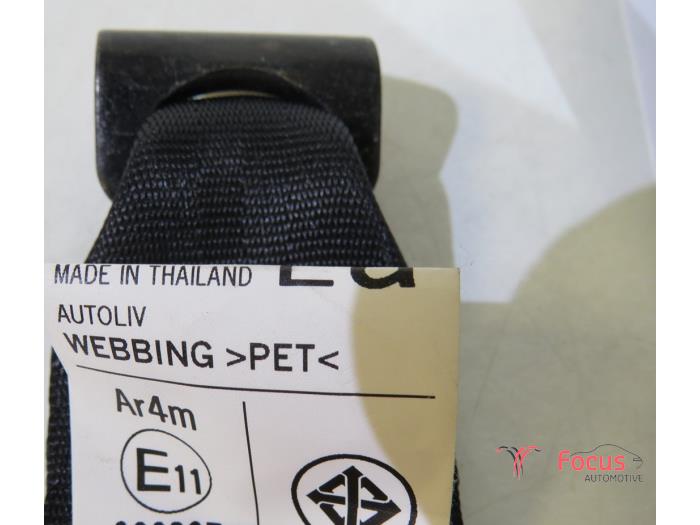 MADE IN THAILAND
AUTOLIV
WEBBING >PET<
Ar4m
E11
Focus
AUTOMOTIVE